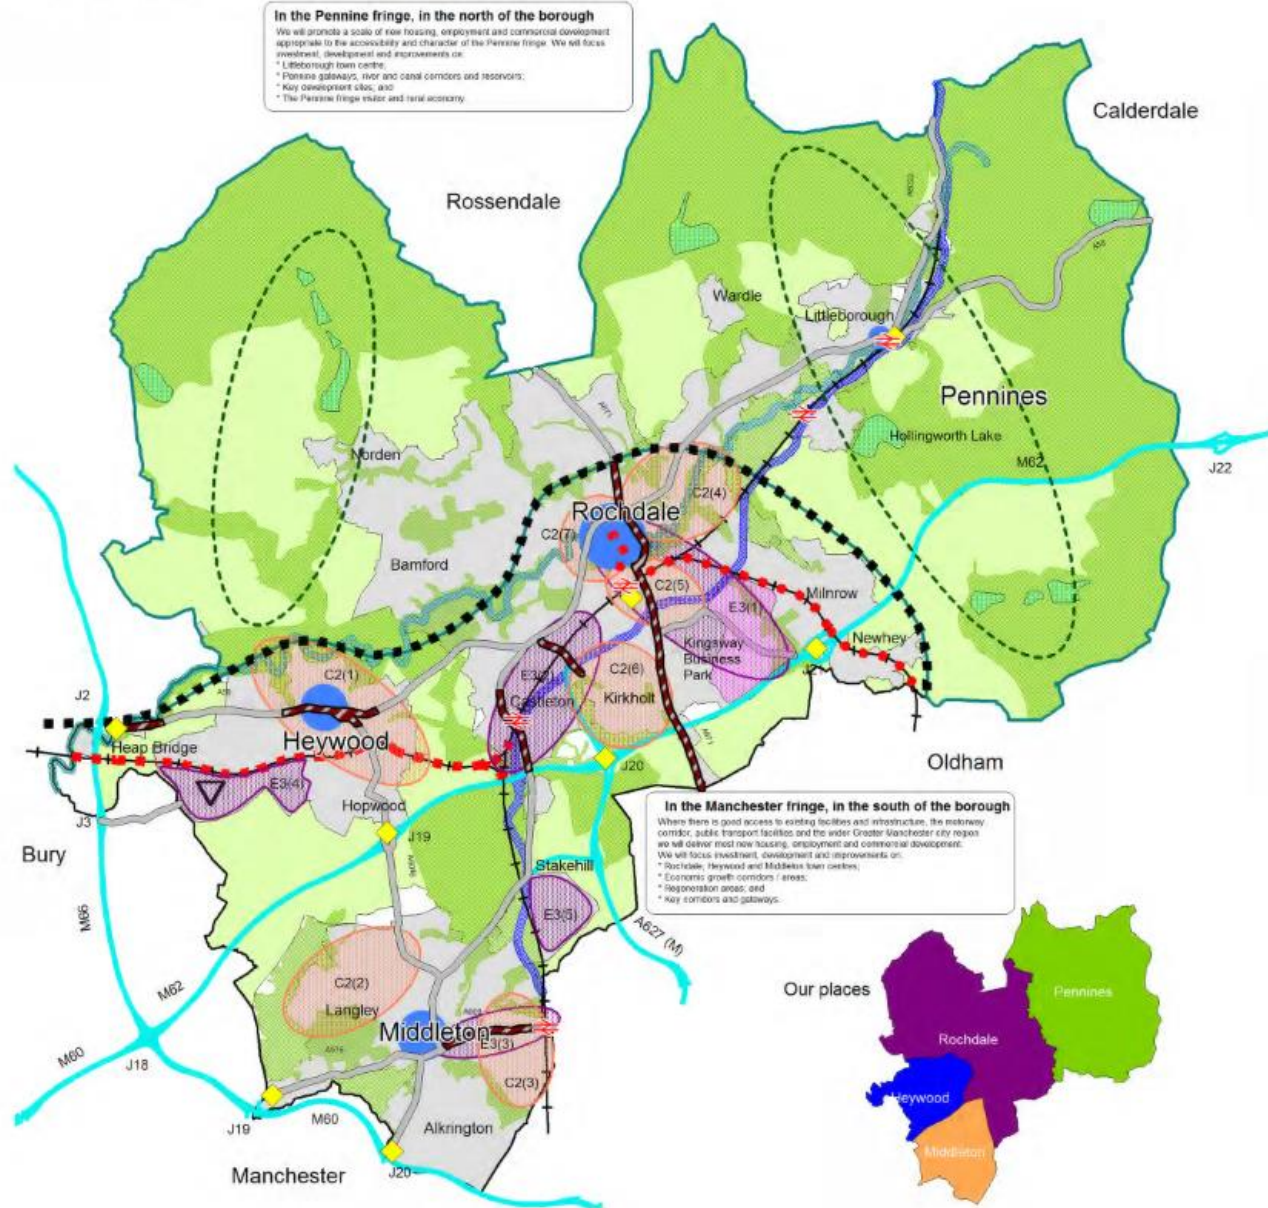 In the Pennine fringe, in the north of the borough
We will promote a scale of new housing, employment and commercial development
appropriate to the accessibility and character of the Pennine fringe. We will focus
investment, development and improvements on:
* Littleborough town centre;
* Pennine gateways, river and canal corridors and reservoirs;
* Key development sites; and
* The Pennine fringe visitor and rural economy.
Calderdale
Rossendale
Wardle
Littleborough
Pennines
Hollingworth Lake
M62
J22
A671
Norden
C2(4)
Rochdale
C2(7)
Bamford
C2(5)
Milnrow
E3(1)
Newhey
Kingsway
Business
Park
J21
C2(6)
Kirkholt
C2(1)
Castleton
J2
A58
Heywood
Heap Bridge
J20
A671
Oldham
E3(4)
Hopwood
J3
J19
Bury
In the Manchester fringe, in the south of the borough
Where there is good access to existing facilities and infrastructure, the motorway
corridor, public transport facilities and the wider Greater Manchester city region
we will deliver most new housing, employment and commercial development.
We will focus investment, development and improvements on:
* Rochdale, Heywood and Middleton town centres;
* Economic growth corridors / areas;
* Regeneration areas; and
* Key corridors and gateways.
Stakehill
E3(5)
M66
A627 (M)
M62
C2(2)
Langley
Middleton
E3(3)
C2(3)
M60
J18
J19
M60
Alkrington
J20
Manchester
Our places
Pennines
Rochdale
Heywood
Middleton